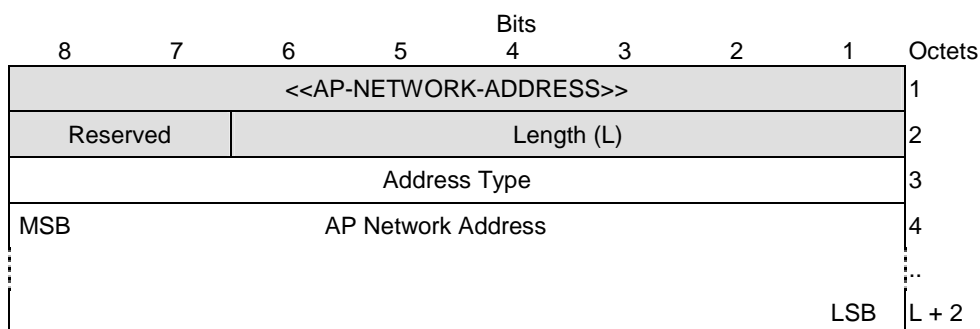 Bits
8 7 6 5 4 3 2 1 Octets
<<AP-NETWORK-ADDRESS>> 1
Reserved Length (L) 2
Address Type 3
MSB AP Network Address 4
..
LSB L + 2